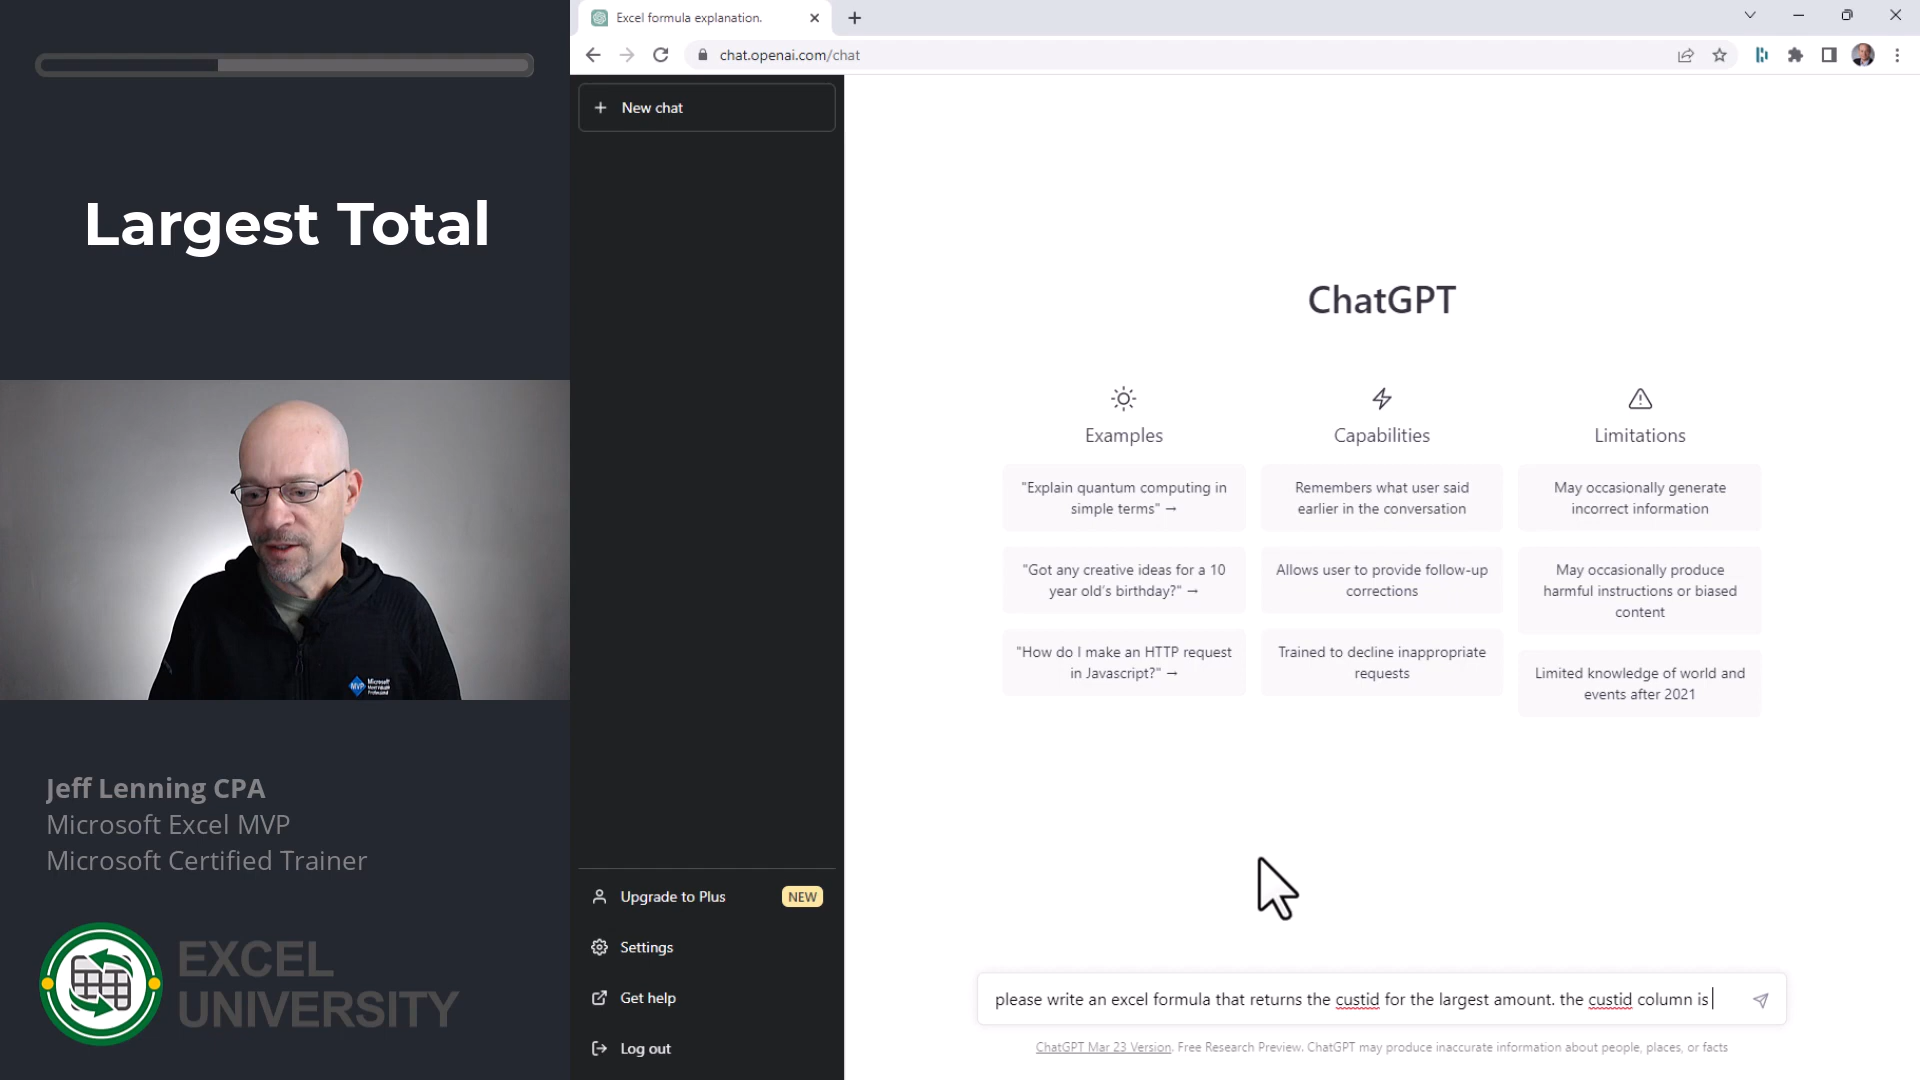 Excel formula explanation.
chat.openai.com/chat
Largest Total
MVP Microsoft
Jeff Lenning CPA
Microsoft Excel MVP
Microsoft Certified Trainer
EXCEL
UNIVERSITY
New chat
Upgrade to Plus NEW
Settings
Get help
Log out
ChatGPT
Examples
"Explain quantum computing in
simple terms" →
"Got any creative ideas for a 10
year old's birthday?" →
"How do I make an HTTP request
in Javascript?" →
Capabilities
Remembers what user said
earlier in the conversation
Allows user to provide follow-up
corrections
Trained to decline inappropriate
requests
Limitations
May occasionally generate
incorrect information
May occasionally produce
harmful instructions or biased
content
Limited knowledge of world and
events after 2021
please write an excel formula that returns the custid for the largest amount. the custid column is
ChatGPT Mar 23 Version. Free Research Preview. ChatGPT may produce inaccurate information about people, places, or facts